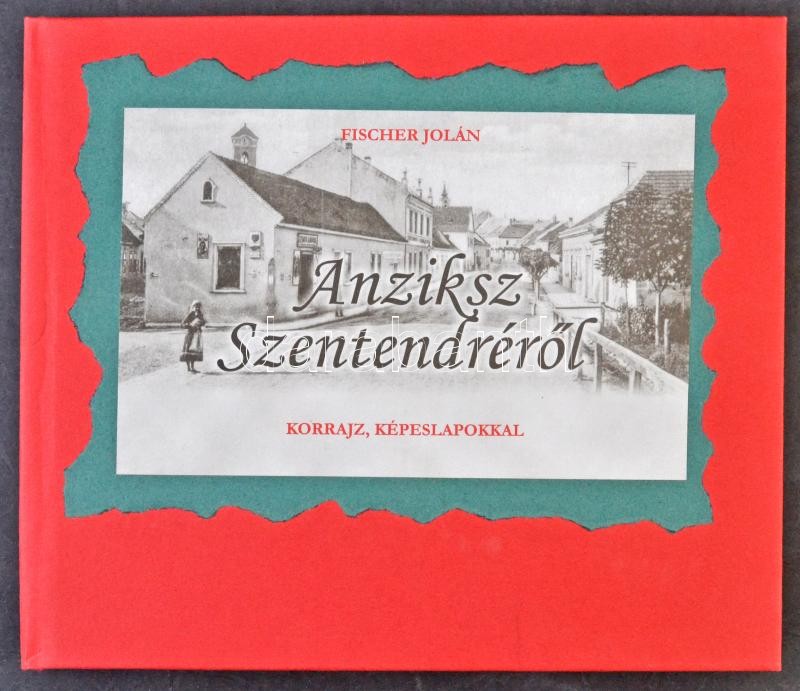 FISCHER JOLÁN
Anziksz
Szentendréről
KORRAJZ, KÉPESLAPOKKAL